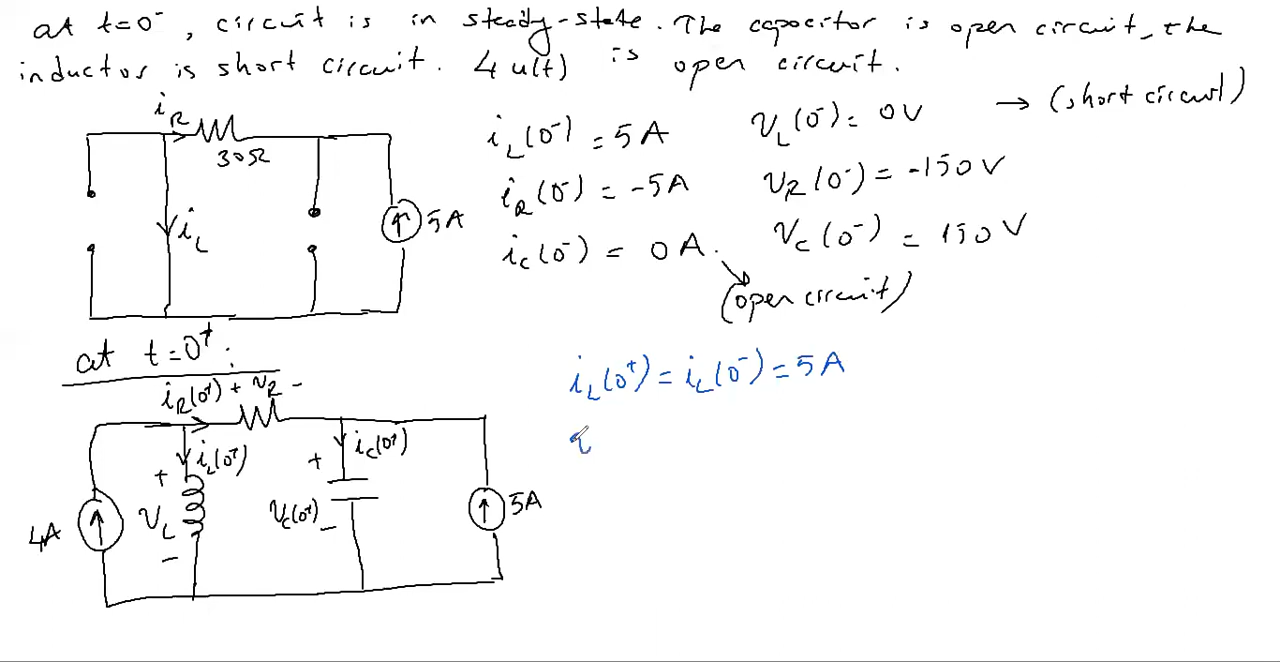 at t=0⁻, circuit is in steady-state. The capacitor is open circuit, the
inductor is short circuit. 4u(t) is open circuit.
i_R
30Ω
i_L
5A
i_L(0⁻) = 5A
v_L(0⁻) = 0V → (short circuit)
i_R(0⁻) = -5A
v_R(0⁻) = -150V
i_C(0⁻) = 0A.
v_C(0⁻) = 150V
(open circuit)
at t=0⁺:
i_R(0⁺) + v_R -
i_L(0⁺) = i_L(0⁻) = 5A
4A
+
v_L
-
i_L(0⁺)
+
v_C(0⁺)
-
i_C(0⁺)
5A